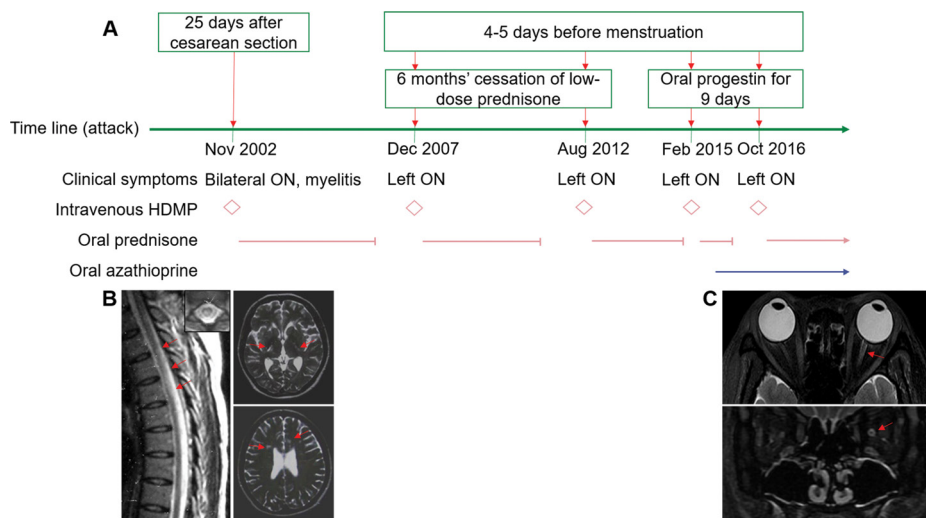 A
25 days after
cesarean section
4-5 days before menstruation
6 months' cessation of low-
dose prednisone
Oral progestin for
9 days
Time line (attack)
Nov 2002 Dec 2007 Aug 2012 Feb 2015 Oct 2016
Clinical symptoms Bilateral ON, myelitis Left ON Left ON Left ON Left ON
Intravenous HDMP
Oral prednisone
Oral azathioprine
B
C